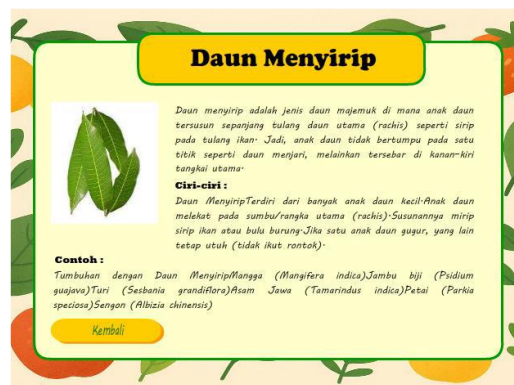 Daun Menyirip
Daun menyirip adalah jenis daun majemuk di mana anak daun
tersusun sepanjang tulang daun utama (rachis) seperti sirip
pada tulang ikan. Jadi, anak daun tidak bertumpu pada satu
titik seperti daun menjari, melainkan tersebar di kanan-kiri
tangkai utama.
Ciri-ciri :
Daun MenyiripTerdiri dari banyak anak daun kecil.Anak daun
melekat pada sumbu/rangka utama (rachis).Susunannya mirip
sirip ikan atau bulu burung.Jika satu anak daun gugur, yang lain
tetap utuh (tidak ikut rontok).
Contoh :
Tumbuhan dengan Daun MenyiripMangga (Mangifera indica)Jambu biji (Psidium
guajava)Turi (Sesbania grandiflora)Asam Jawa (Tamarindus indica)Petai (Parkia
speciosa)Sengon (Albizia chinensis)
Kembali